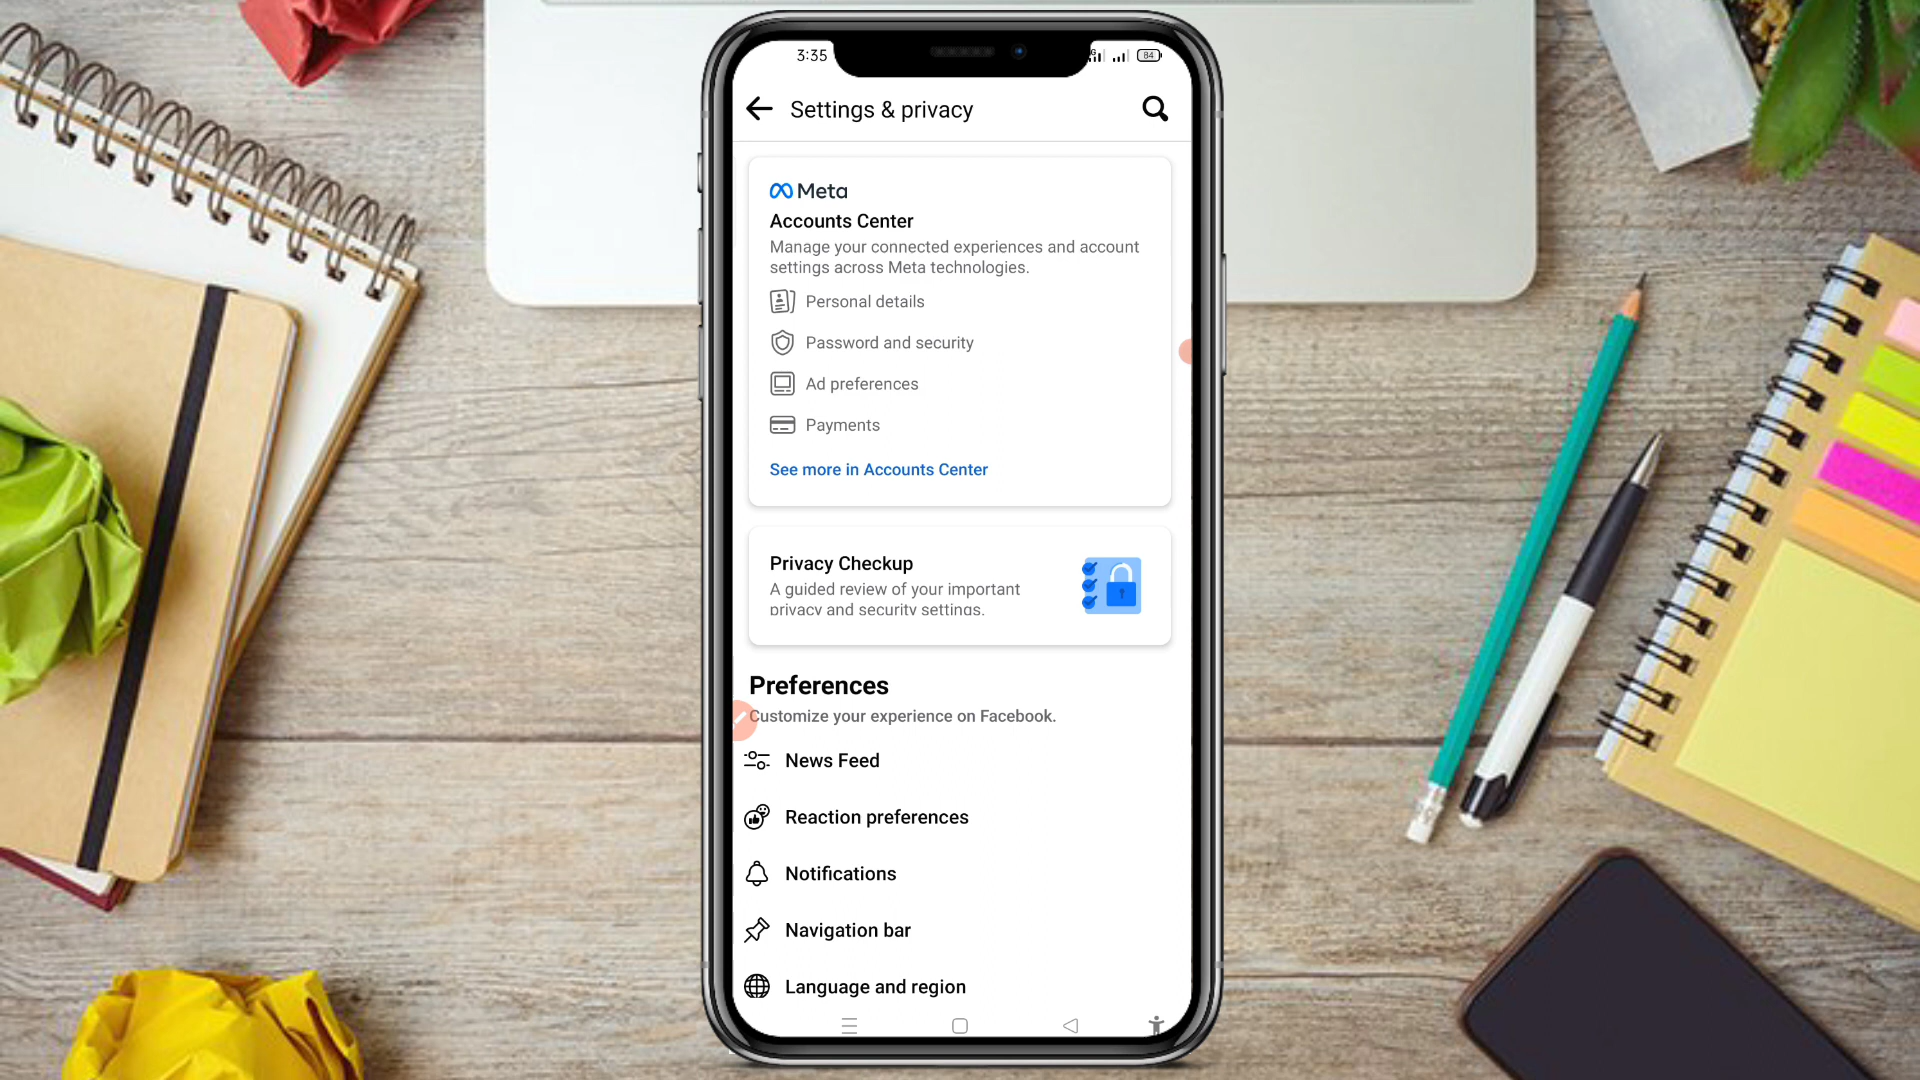 3:35
84
Settings & privacy
Meta
Accounts Center
Manage your connected experiences and account
settings across Meta technologies.
Personal details
Password and security
Ad preferences
Payments
See more in Accounts Center
Privacy Checkup
A guided review of your important
privacy and security settings.
Preferences
Customize your experience on Facebook.
News Feed
Reaction preferences
Notifications
Navigation bar
Language and region